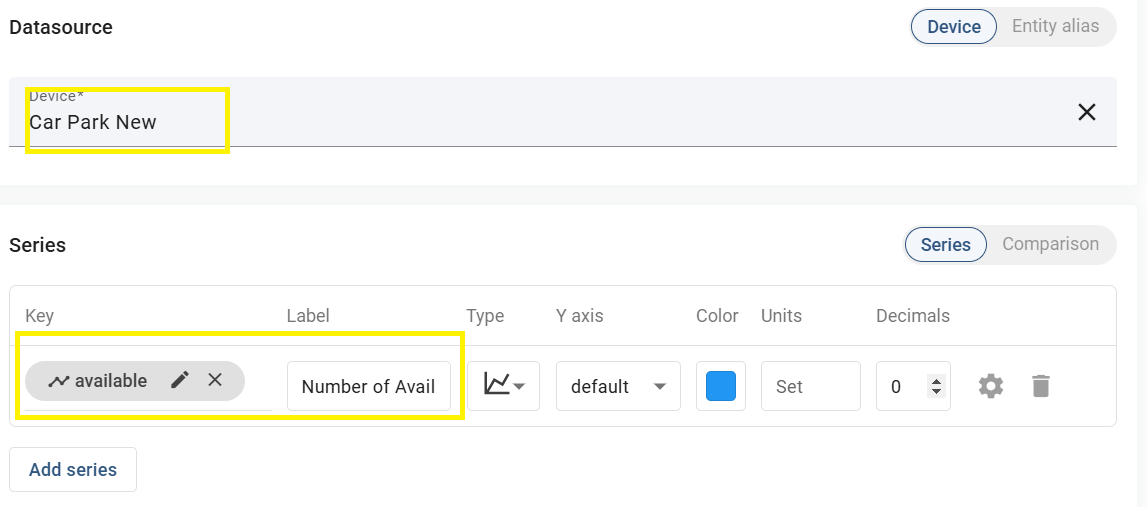 Datasource
Device Entity alias
Device*
Car Park New
Series
Series Comparison
Key Label Type Y axis Color Units Decimals
available Number of Avail default Set 0
Add series